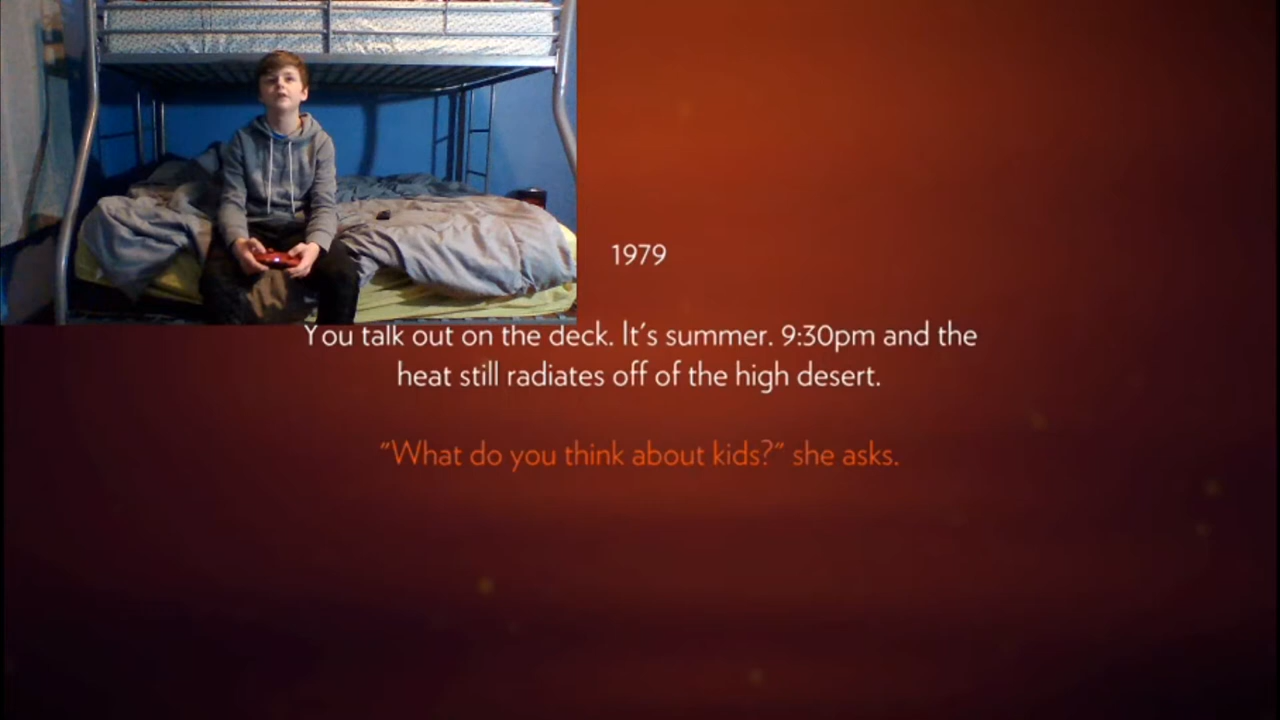 1979
You talk out on the deck. It's summer. 9:30pm and the
heat still radiates off of the high desert.
"What do you think about kids?" she asks.